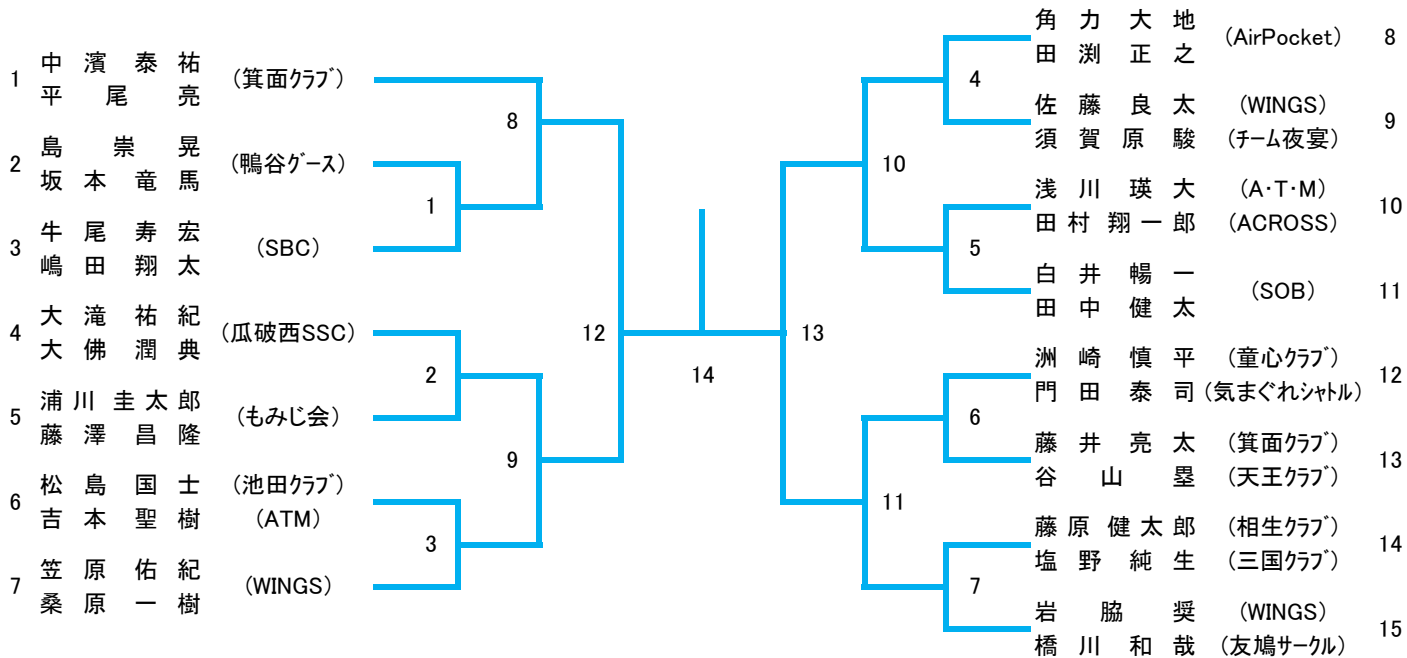 1 中濱泰祐 (箕面クラブ)
平尾亮
2 島崇晃 (鴨谷グース)
坂本竜馬
3 牛尾寿宏 (SBC)
嶋田翔太
4 大滝祐紀 (瓜破西SSC)
大佛潤典
5 浦川圭太郎 (もみじ会)
藤澤昌隆
6 松島国士 (池田クラブ)
吉本聖樹 (ATM)
7 笠原佑紀 (WINGS)
桑原一樹
8
1
12
2
9
3
14
角力大地 (AirPocket) 8
田渕正之
佐藤良太 (WINGS) 9
須賀原駿 (チーム夜宴)
浅川瑛大 (A・T・M) 10
田村翔一郎 (ACROSS)
白井暢一 (SOB) 11
田中健太
洲崎慎平 (童心クラブ) 12
門田泰司 (気まぐれシャトル)
藤井亮太 (箕面クラブ) 13
谷山塁 (天王クラブ)
藤原健太郎 (相生クラブ) 14
塩野純生 (三国クラブ)
岩脇奨 (WINGS) 15
橋川和哉 (友鳩サークル)
4
10
5
13
6
11
7